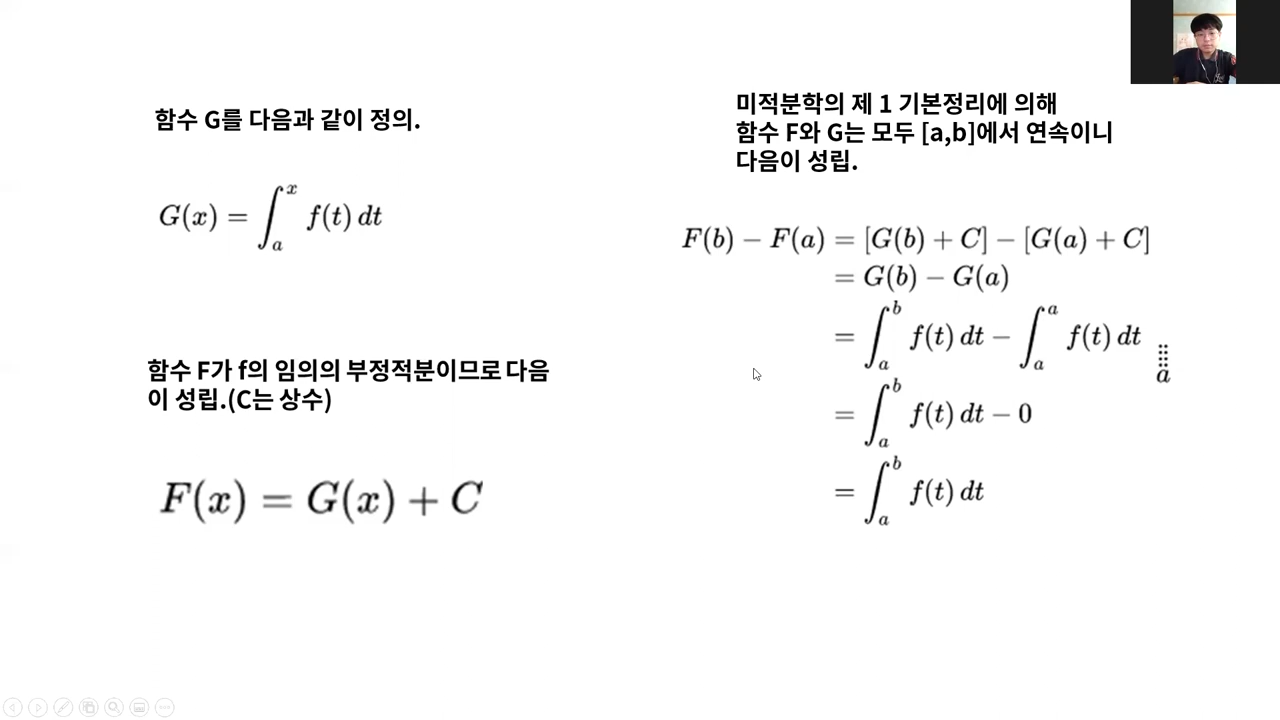 함수 G를 다음과 같이 정의.
G(x) = ∫_a^x f(t) dt
함수 F가 f의 임의의 부정적분이므로 다음
이 성립.(C는 상수)
F(x) = G(x) + C
미적분학의 제 1 기본정리에 의해
함수 F와 G는 모두 [a,b]에서 연속이니
다음이 성립.
F(b) − F(a) = [G(b) + C] − [G(a) + C]
= G(b) − G(a)
= ∫_a^b f(t) dt − ∫_a^a f(t) dt
a
= ∫_a^b f(t) dt − 0
= ∫_a^b f(t) dt